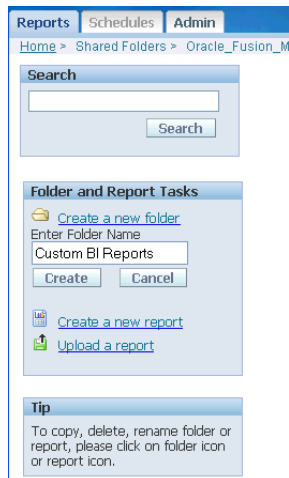 Reports Schedules Admin
Home > Shared Folders > Oracle_Fusion_M
Search
Search
Folder and Report Tasks
Create a new folder
Enter Folder Name
Custom BI Reports
Create Cancel
Create a new report
Upload a report
Tip
To copy, delete, rename folder or
report, please click on folder icon
or report icon.